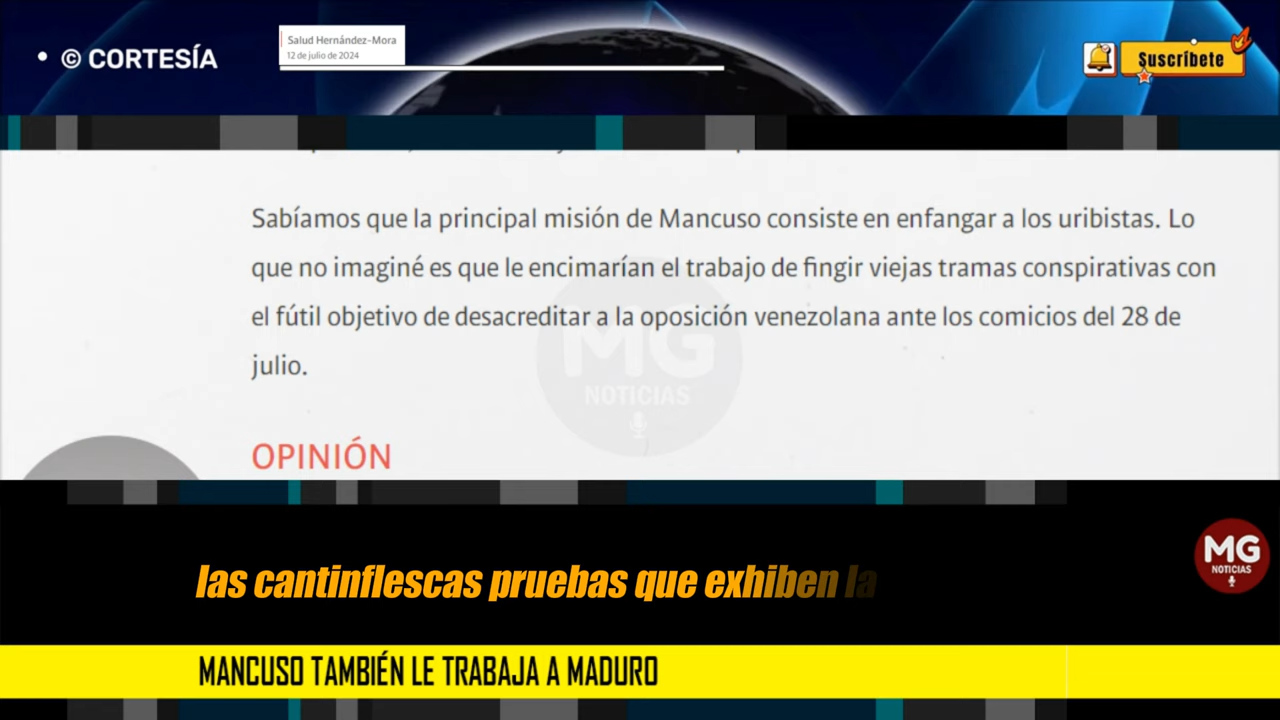 • © CORTESÍA
Salud Hernández-Mora
12 de julio de 2024
Suscríbete
Sabíamos que la principal misión de Mancuso consiste en enfangar a los uribistas. Lo
que no imaginé es que le encimarían el trabajo de fingir viejas tramas conspirativas con
el fútil objetivo de desacreditar a la oposición venezolana ante los comicios del 28 de
julio.
MG
NOTICIAS
OPINIÓN
las cantinflescas pruebas que exhiben la
MG
NOTICIAS
MANCUSO TAMBIÉN LE TRABAJA A MADURO